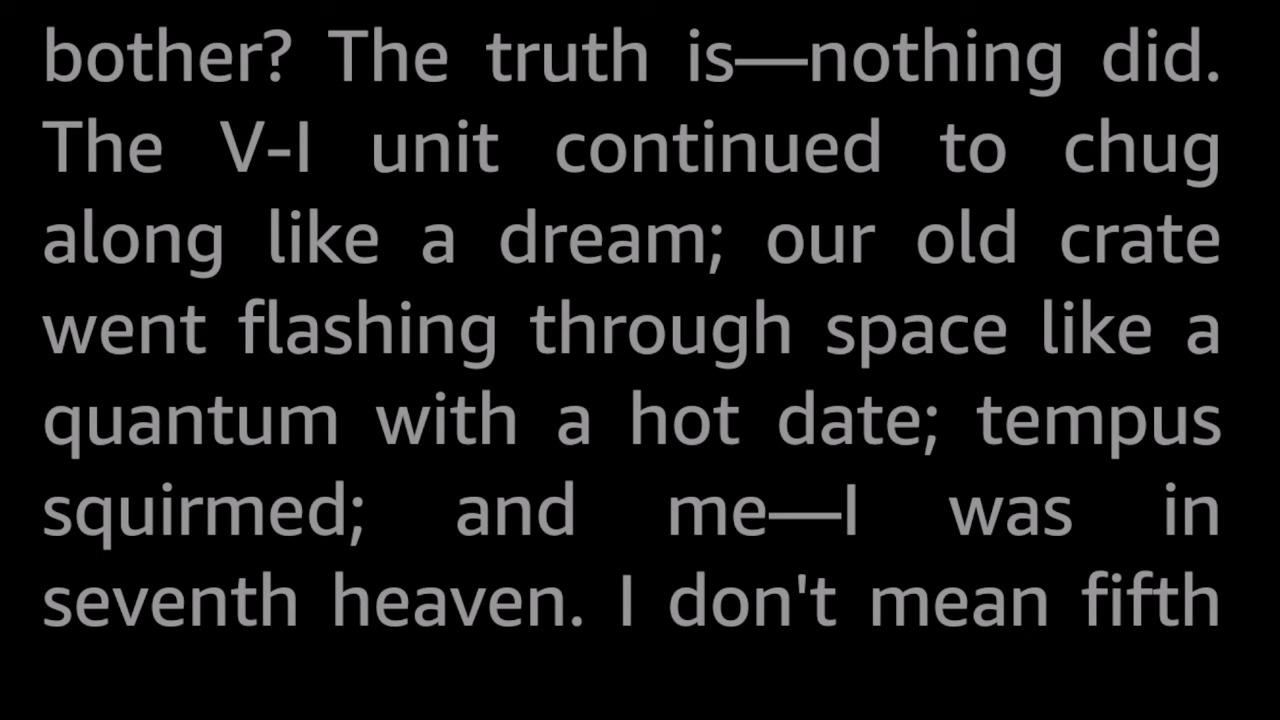 bother? The truth is—nothing did.
The V-I unit continued to chug
along like a dream; our old crate
went flashing through space like a
quantum with a hot date; tempus
squirmed; and me—I was in
seventh heaven. I don't mean fifth